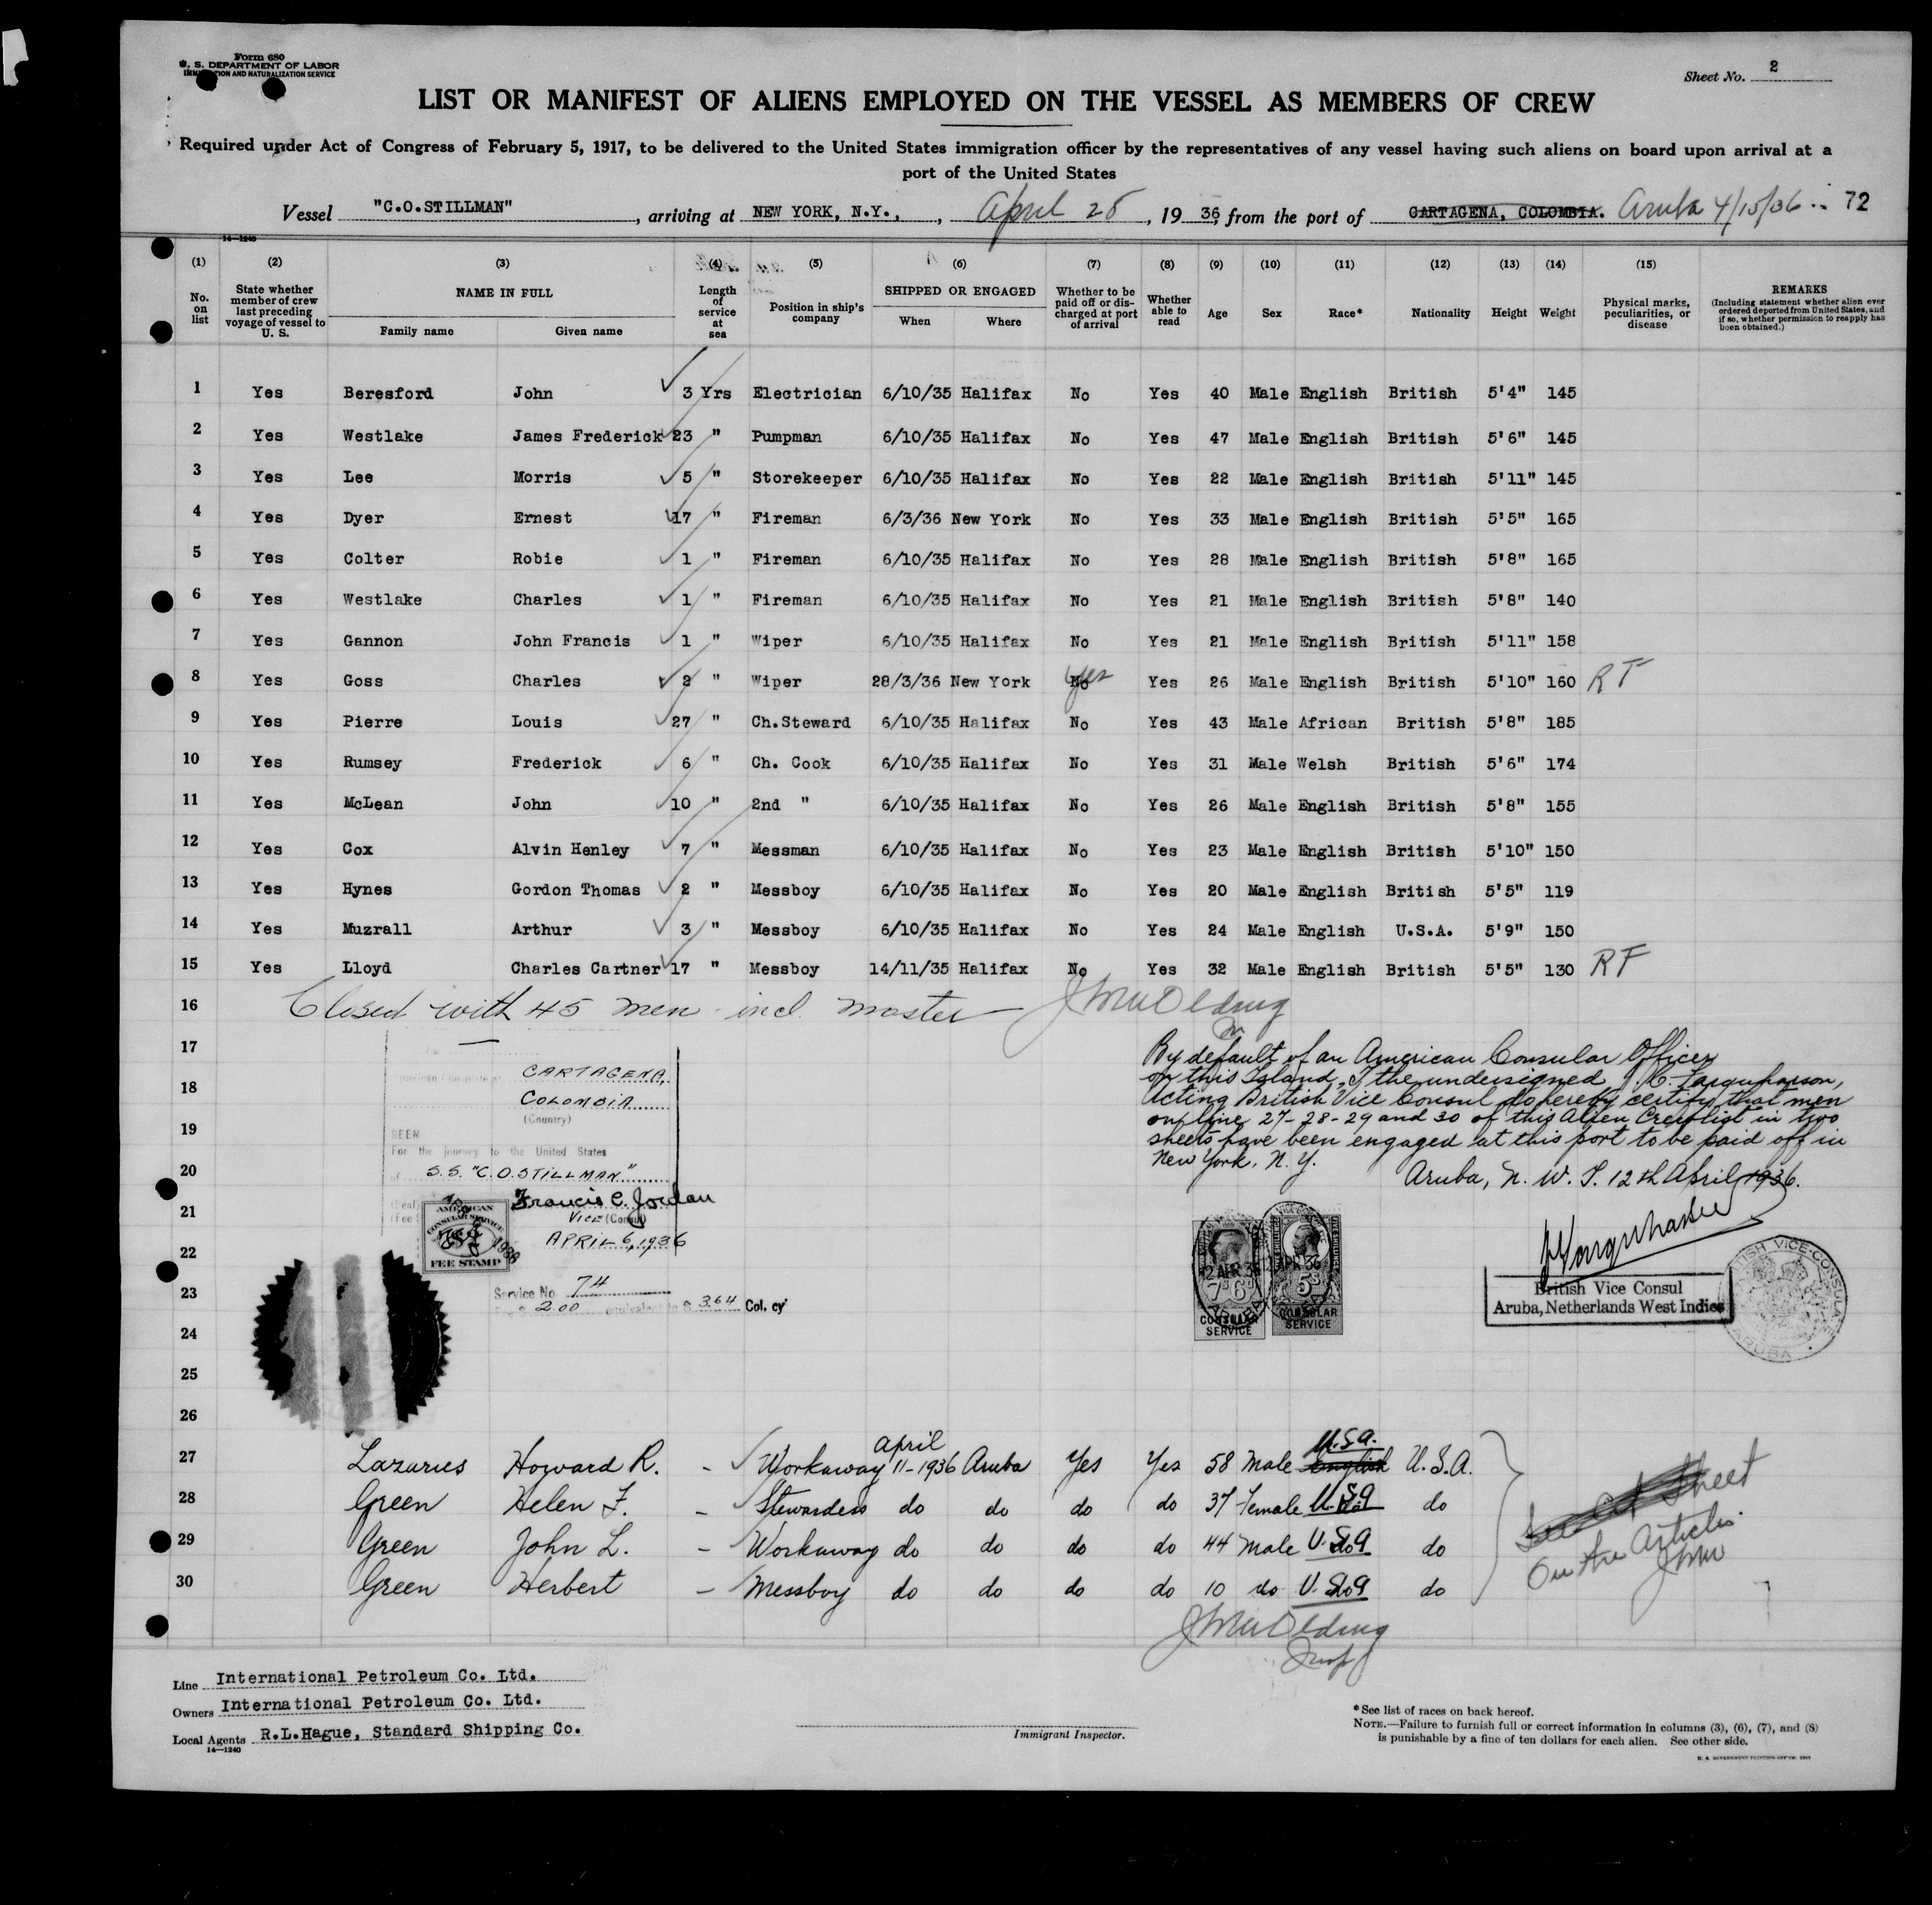 Form 680
U. S. DEPARTMENT OF LABOR
IMMIGRATION AND NATURALIZATION SERVICE
Sheet No. 2
LIST OR MANIFEST OF ALIENS EMPLOYED ON THE VESSEL AS MEMBERS OF CREW
Required under Act of Congress of February 5, 1917, to be delivered to the United States immigration officer by the representatives of any vessel having such aliens on board upon arrival at a
port of the United States
Vessel "C.O.STILLMAN", arriving at NEW YORK, N.Y., April 28, 1936, from the port of CARTAGENA, COLOMBIA. Aruba 4/15/36 72
14—1240
(1) (2) (3) (4) (5) (6) (7) (8) (9) (10) (11) (12) (13) (14) (15)
No. on list State whether member of crew last preceding voyage of vessel to U. S. NAME IN FULL Family name Given name Length of service at sea Position in ship's company SHIPPED OR ENGAGED When Where Whether to be paid off or discharged at port of arrival Whether able to read Age Sex Race* Nationality Height Weight Physical marks, peculiarities, or disease REMARKS (Including statement whether alien ever ordered deported from United States, and if so, whether permission to reapply has been obtained.)
1 Yes Beresford John 3 Yrs Electrician 6/10/35 Halifax No Yes 40 Male English British 5'4" 145
2 Yes Westlake James Frederick 23 " Pumpman 6/10/35 Halifax No Yes 47 Male English British 5'6" 145
3 Yes Lee Morris 5 " Storekeeper 6/10/35 Halifax No Yes 22 Male English British 5'11" 145
4 Yes Dyer Ernest 17 " Fireman 6/3/36 New York No Yes 33 Male English British 5'5" 165
5 Yes Colter Robie 1 " Fireman 6/10/35 Halifax No Yes 28 Male English British 5'8" 165
6 Yes Westlake Charles 1 " Fireman 6/10/35 Halifax No Yes 21 Male English British 5'8" 140
7 Yes Gannon John Francis 1 " Wiper 6/10/35 Halifax No Yes 21 Male English British 5'11" 158
8 Yes Goss Charles 2 " Wiper 28/3/36 New York No Yes Yes 26 Male English British 5'10" 160 RF
9 Yes Pierre Louis 27 " Ch.Steward 6/10/35 Halifax No Yes 43 Male African British 5'8" 185
10 Yes Rumsey Frederick 6 " Ch. Cook 6/10/35 Halifax No Yes 31 Male Welsh British 5'6" 174
11 Yes McLean John 10 " 2nd " 6/10/35 Halifax No Yes 26 Male English British 5'8" 155
12 Yes Cox Alvin Henley 7 " Messman 6/10/35 Halifax No Yes 23 Male English British 5'10" 150
13 Yes Hynes Gordon Thomas 2 " Messboy 6/10/35 Halifax No Yes 20 Male English British 5'5" 119
14 Yes Muzrall Arthur 3 " Messboy 6/10/35 Halifax No Yes 24 Male English U.S.A. 5'9" 150
15 Yes Lloyd Charles Cartner 17 " Messboy 14/11/35 Halifax No Yes 32 Male English British 5'5" 130 RF
16 Closed with 45 men incl. master
17
18
19
20
21
22
23
24
25
26
CARTAGENA,
COLOMBIA
(Country)
SEEN
For the journey to the United States
of S.S. "C.O.STILLMAN"
Francis C. Jordan
VICE (Consul)
APRIL 6, 1936
AMERICAN
CONSULAR SERVICE
FEE STAMP
Service No. 74
2.00 equivalent to $ 3.64 Col. cy
By default of an American Consular Officer
on this Island, I the undersigned J. C. Farquharson,
Acting British Vice Consul do hereby certify that men
on line 27-28-29 and 30 of this Alien Crewlist in two
sheets have been engaged at this port to be paid off in
New York, N. Y.
Aruba, N. W. I. 12th April 1936.
12 APR 36
7s6d
CONSULAR
SERVICE
12 APR 36
5s
CONSULAR
SERVICE
British Vice Consul
Aruba, Netherlands West Indies
BRITISH VICE-CONSULATE
ARUBA
27 Lazarus Howard R. - Workaway April 11-1936 Aruba Yes Yes 58 Male English U.S.A. U.S.A.
28 Green Helen F. - Stewardess do do do do 37 Female U.S.A do
29 Green John L. - Workaway do do do do 44 Male U.S.A do
30 Green Herbert - Messboy do do do do 10 do U.S.A do
On the Articles.
Insp
Line International Petroleum Co. Ltd.
Owners International Petroleum Co. Ltd.
Local Agents R.L.Hague, Standard Shipping Co.
14—1240
Immigrant Inspector.
*See list of races on back hereof.
NOTE.—Failure to furnish full or correct information in columns (3), (6), (7), and (8)
is punishable by a fine of ten dollars for each alien. See other side.